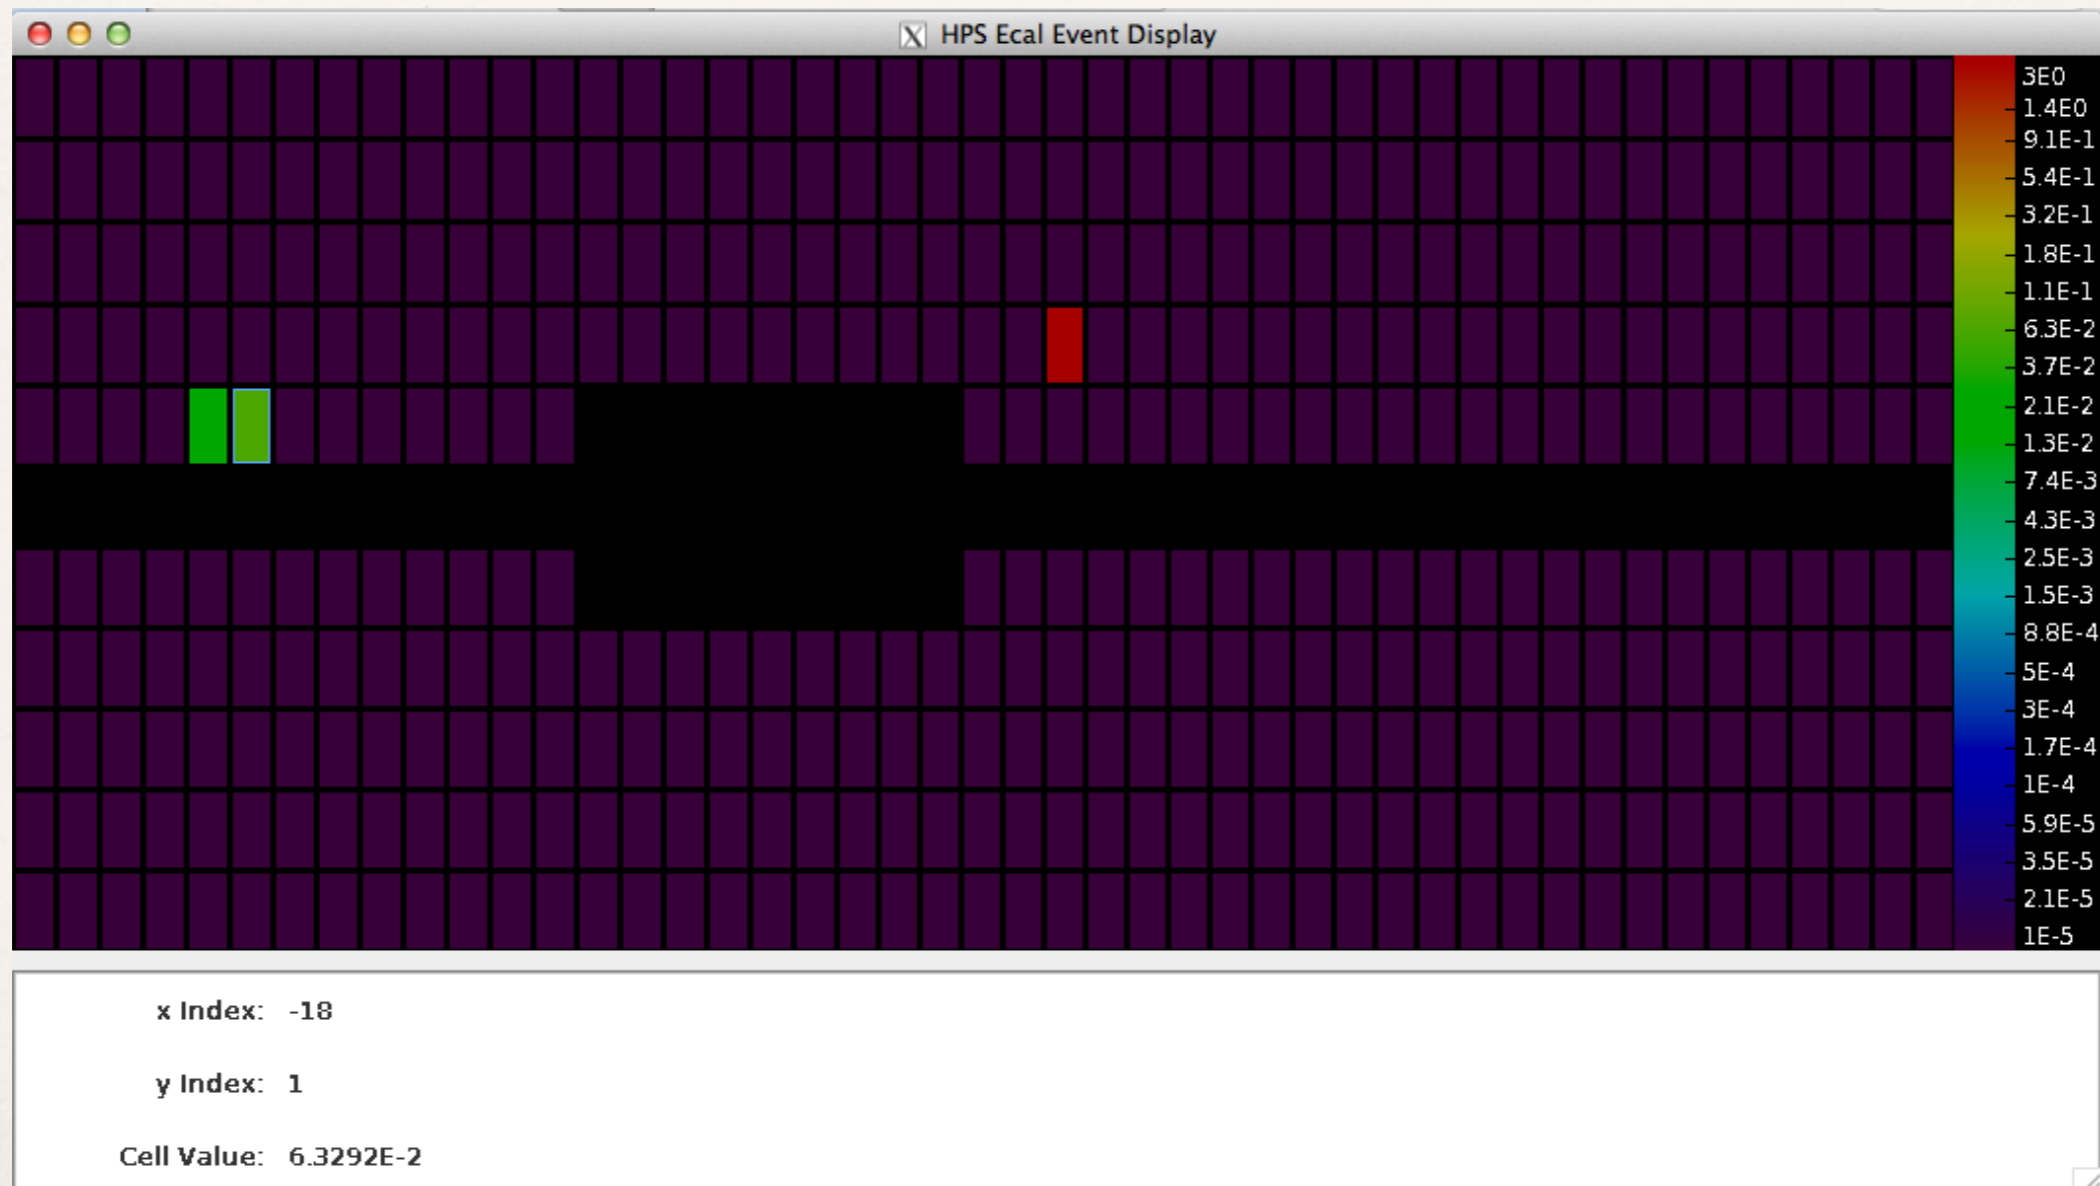 HPS Ecal Event Display
3E0
1.4E0
9.1E-1
5.4E-1
3.2E-1
1.8E-1
1.1E-1
6.3E-2
3.7E-2
2.1E-2
1.3E-2
7.4E-3
4.3E-3
2.5E-3
1.5E-3
8.8E-4
5E-4
3E-4
1.7E-4
1E-4
5.9E-5
3.5E-5
2.1E-5
1E-5
x Index: -18
y Index: 1
Cell Value: 6.3292E-2